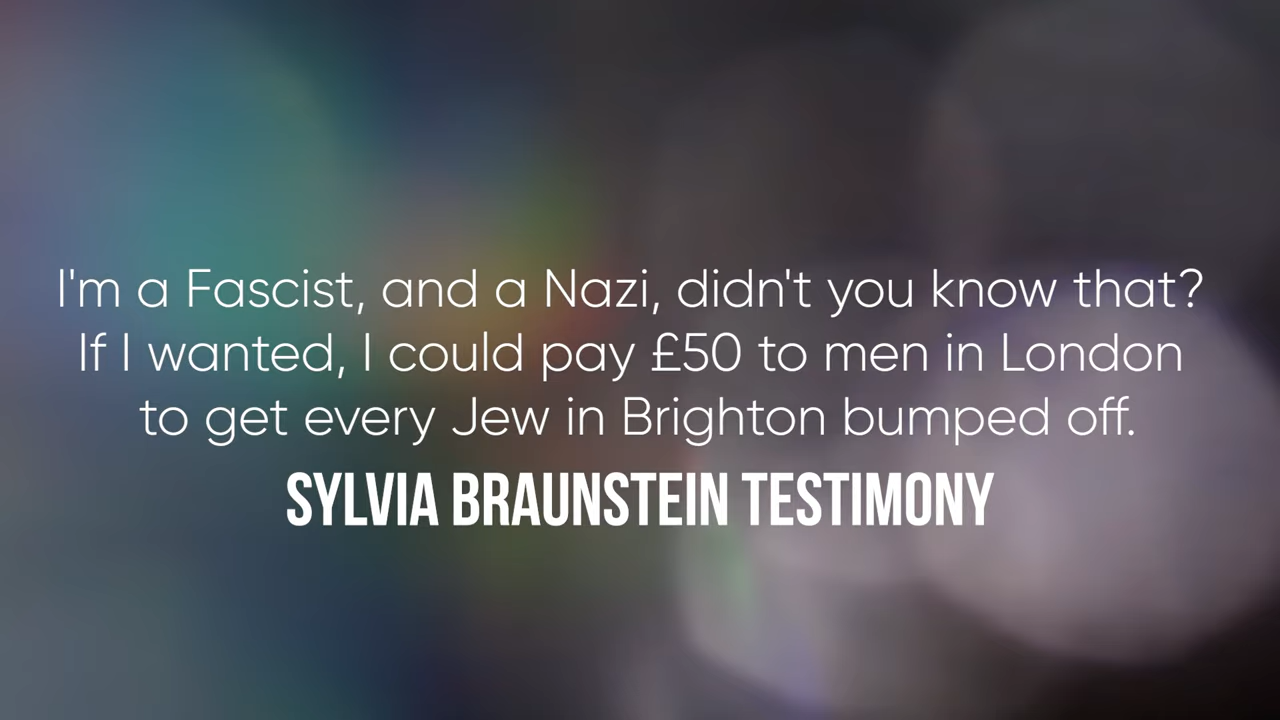 I'm a Fascist, and a Nazi, didn't you know that?
If I wanted, I could pay £50 to men in London
to get every Jew in Brighton bumped off.
SYLVIA BRAUNSTEIN TESTIMONY